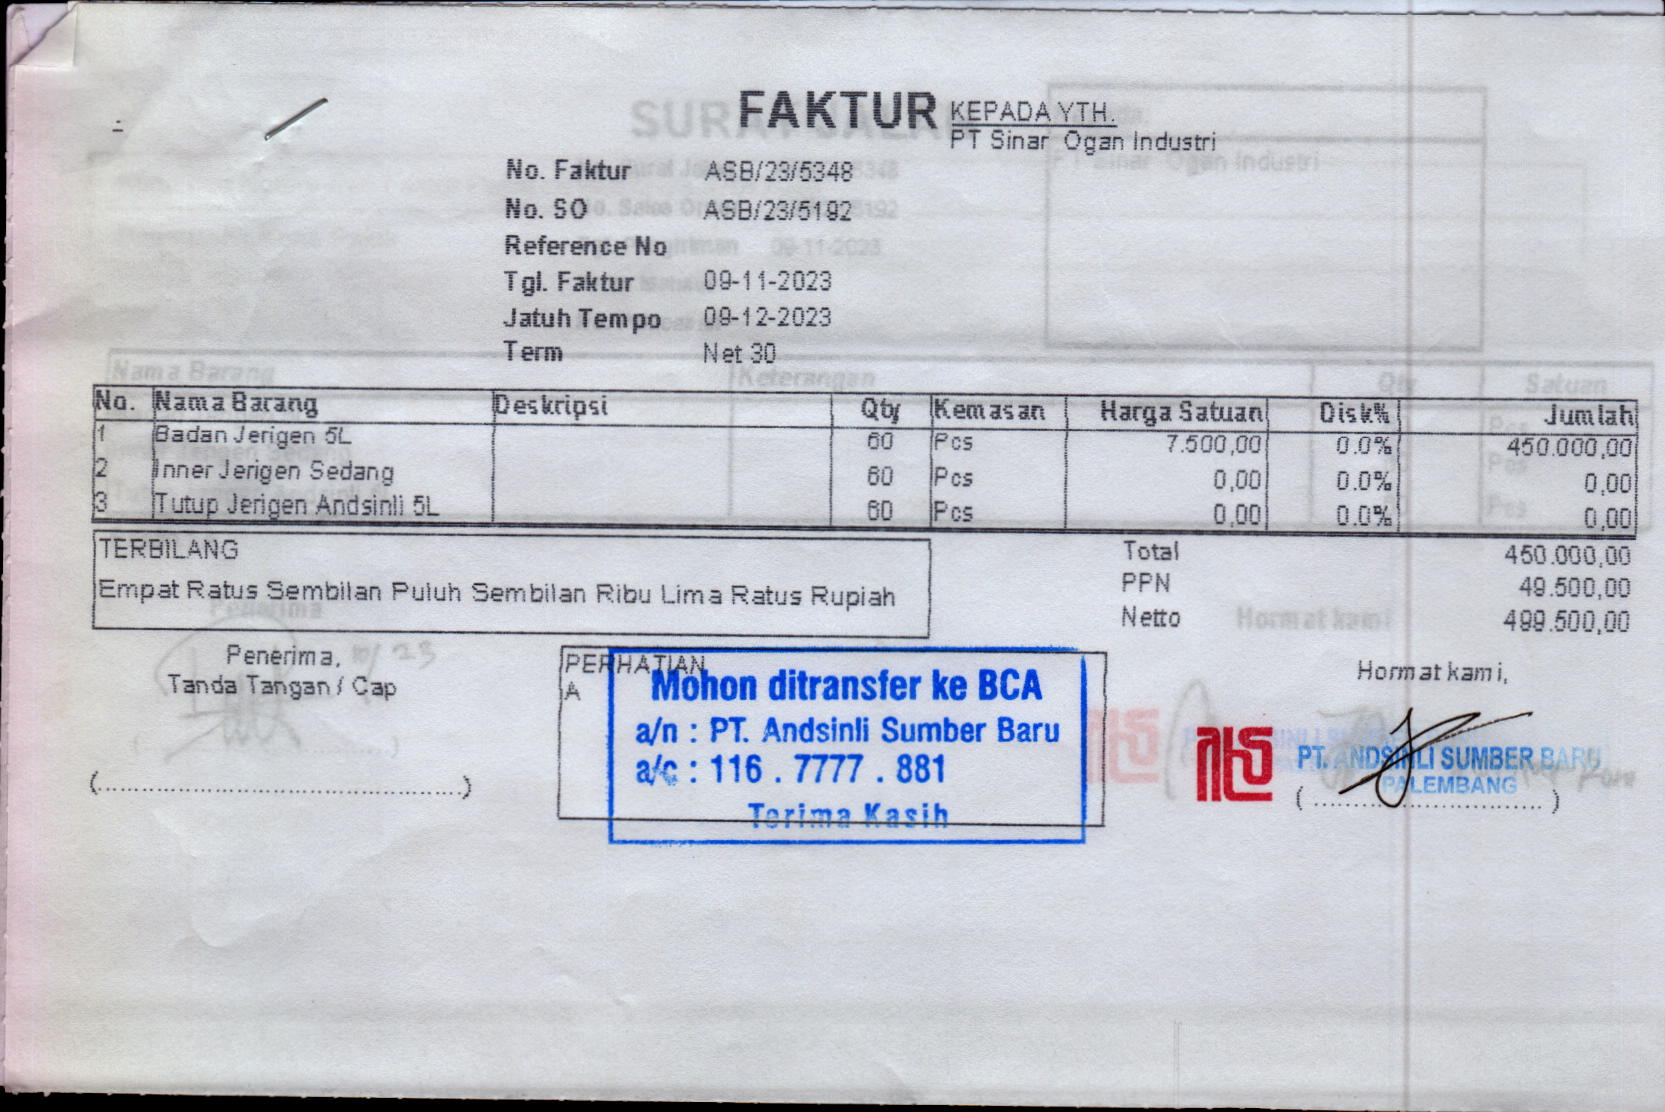 FAKTUR
KEPADA YTH.
PT Sinar Ogan Industri
No. Faktur ASB/23/5348
No. SO ASB/23/5192
Reference No
Tgl. Faktur 09-11-2023
Jatuh Tempo 09-12-2023
Term Net 30
No. Nama Barang Deskripsi Qty Kemasan Harga Satuan Disk% Jumlah
1 Badan Jerigen 5L 60 Pcs 7.500,00 0.0% 450.000,00
2 Inner Jerigen Sedang 60 Pcs 0,00 0.0% 0,00
3 Tutup Jerigen Andsinli 5L 60 Pcs 0,00 0.0% 0,00
TERBILANG
Empat Ratus Sembilan Puluh Sembilan Ribu Lima Ratus Rupiah
Total 450.000,00
PPN 49.500,00
Netto 499.500,00
Penerima,
Tanda Tangan / Cap
(............................................)
PERHATIAN
A
Mohon ditransfer ke BCA
a/n : PT. Andsinli Sumber Baru
a/c : 116 . 7777 . 881
Terima Kasih
Hormat kami,
PT. ANDSINLI SUMBER BARU
PALEMBANG
(............................)